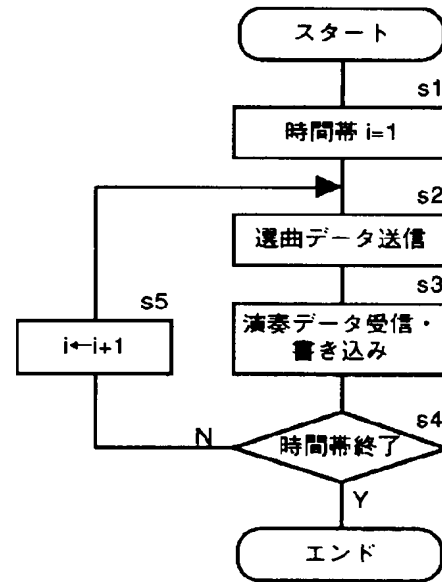 スタート
s1
時間帯 i=1
s2
選曲データ送信
s3
演奏データ受信・
書き込み
s5
i←i+1
s4
時間帯終了
N
Y
エンド